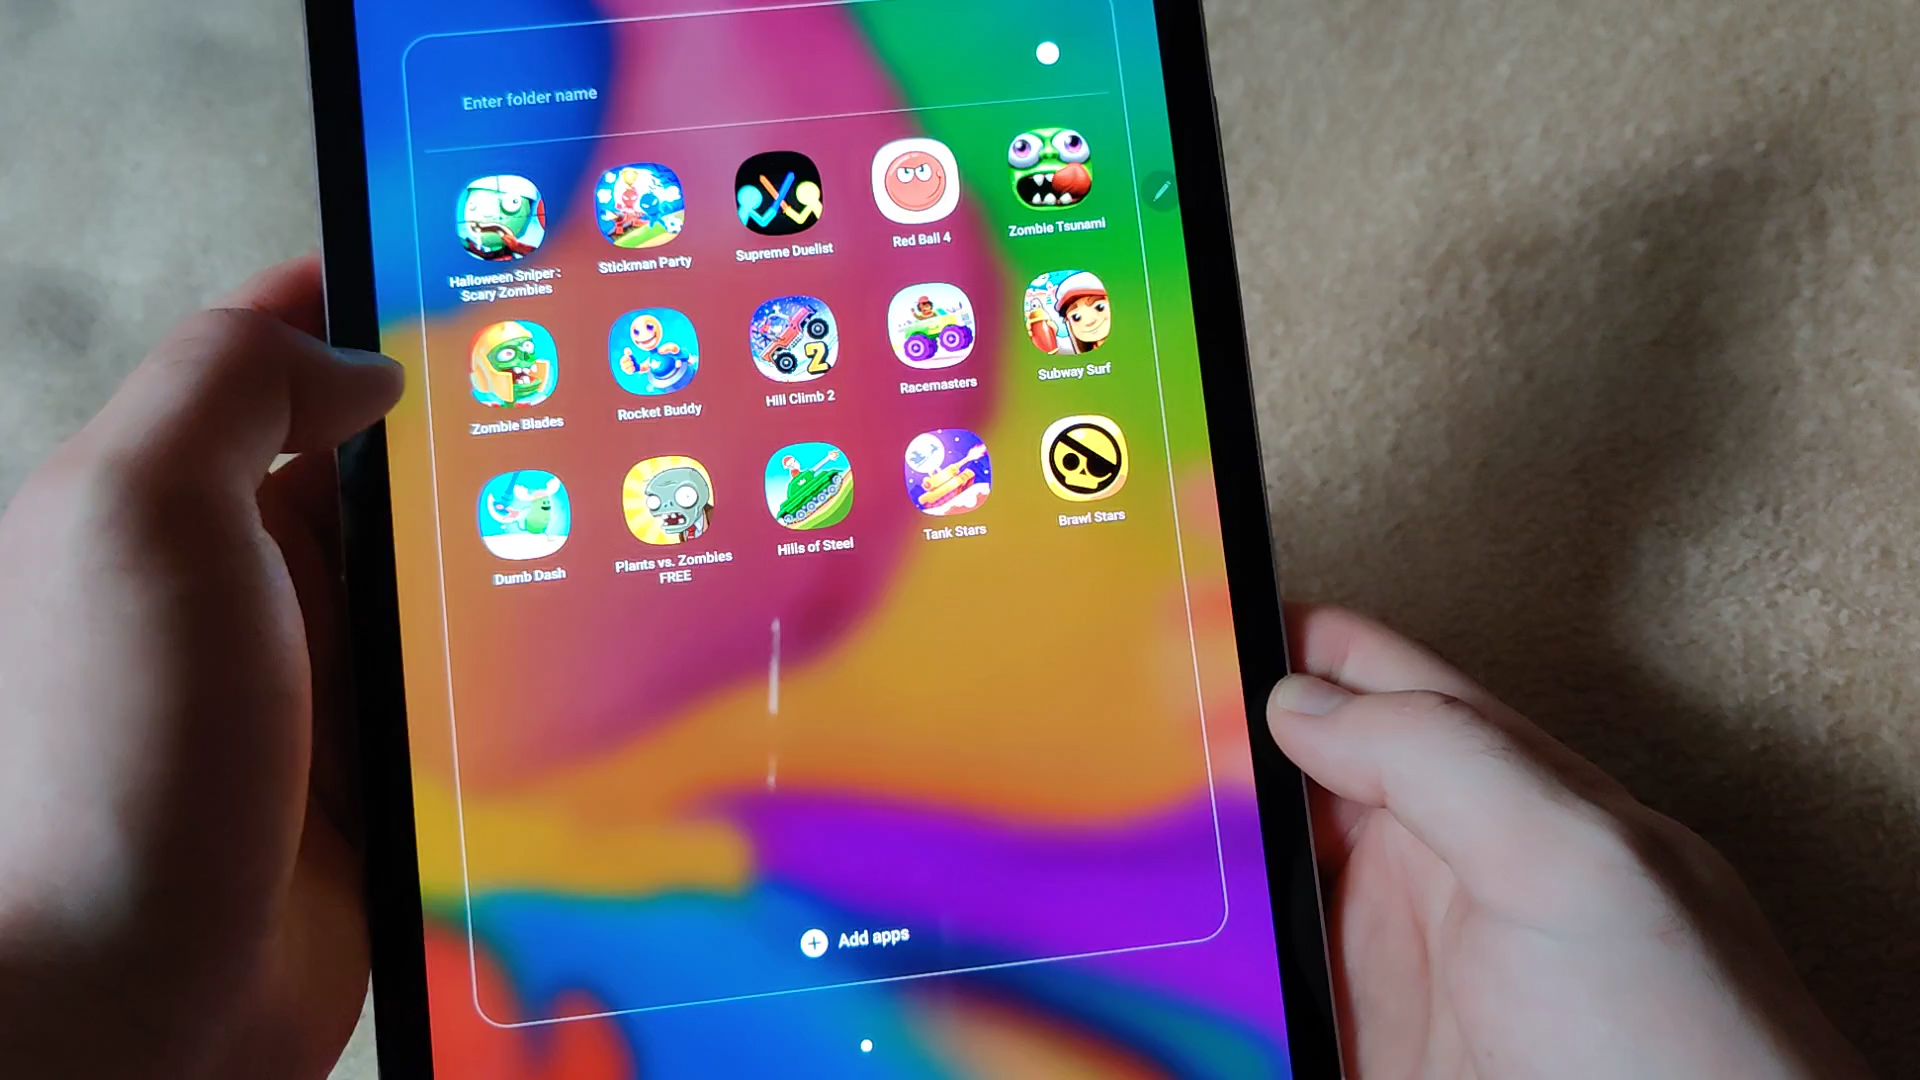 Enter folder name
Halloween Sniper :
Scary Zombies
Stickman Party
Supreme Duelist
Red Ball 4
Zombie Tsunami
Zombie Blades
Rocket Buddy
2
Hill Climb 2
Racemasters
Subway Surf
Dumb Dash
Plants vs. Zombies
FREE
Hills of Steel
Tank Stars
Brawl Stars
Add apps